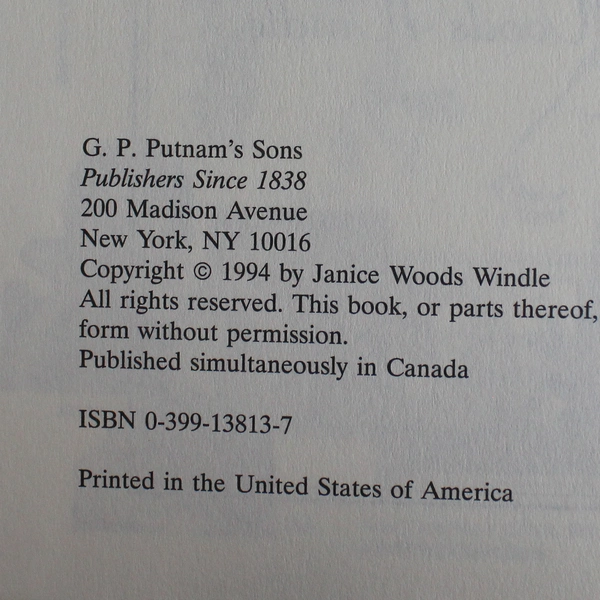 G. P. Putnam's Sons
Publishers Since 1838
200 Madison Avenue
New York, NY 10016
Copyright © 1994 by Janice Woods Windle
All rights reserved. This book, or parts thereof,
form without permission.
Published simultaneously in Canada
ISBN 0-399-13813-7
Printed in the United States of America